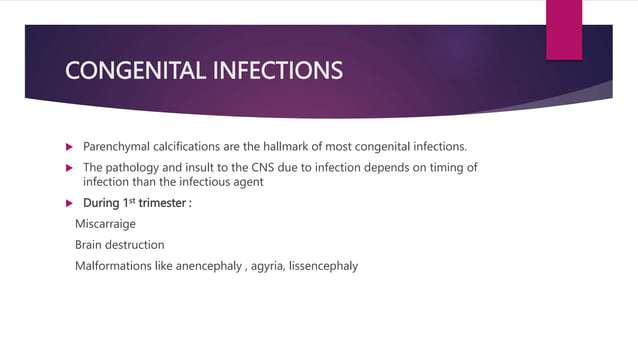 CONGENITAL INFECTIONS
Parenchymal calcifications are the hallmark of most congenital infections.
The pathology and insult to the CNS due to infection depends on timing of
infection than the infectious agent
During 1st trimester :
Miscarraige
Brain destruction
Malformations like anencephaly , agyria, lissencephaly